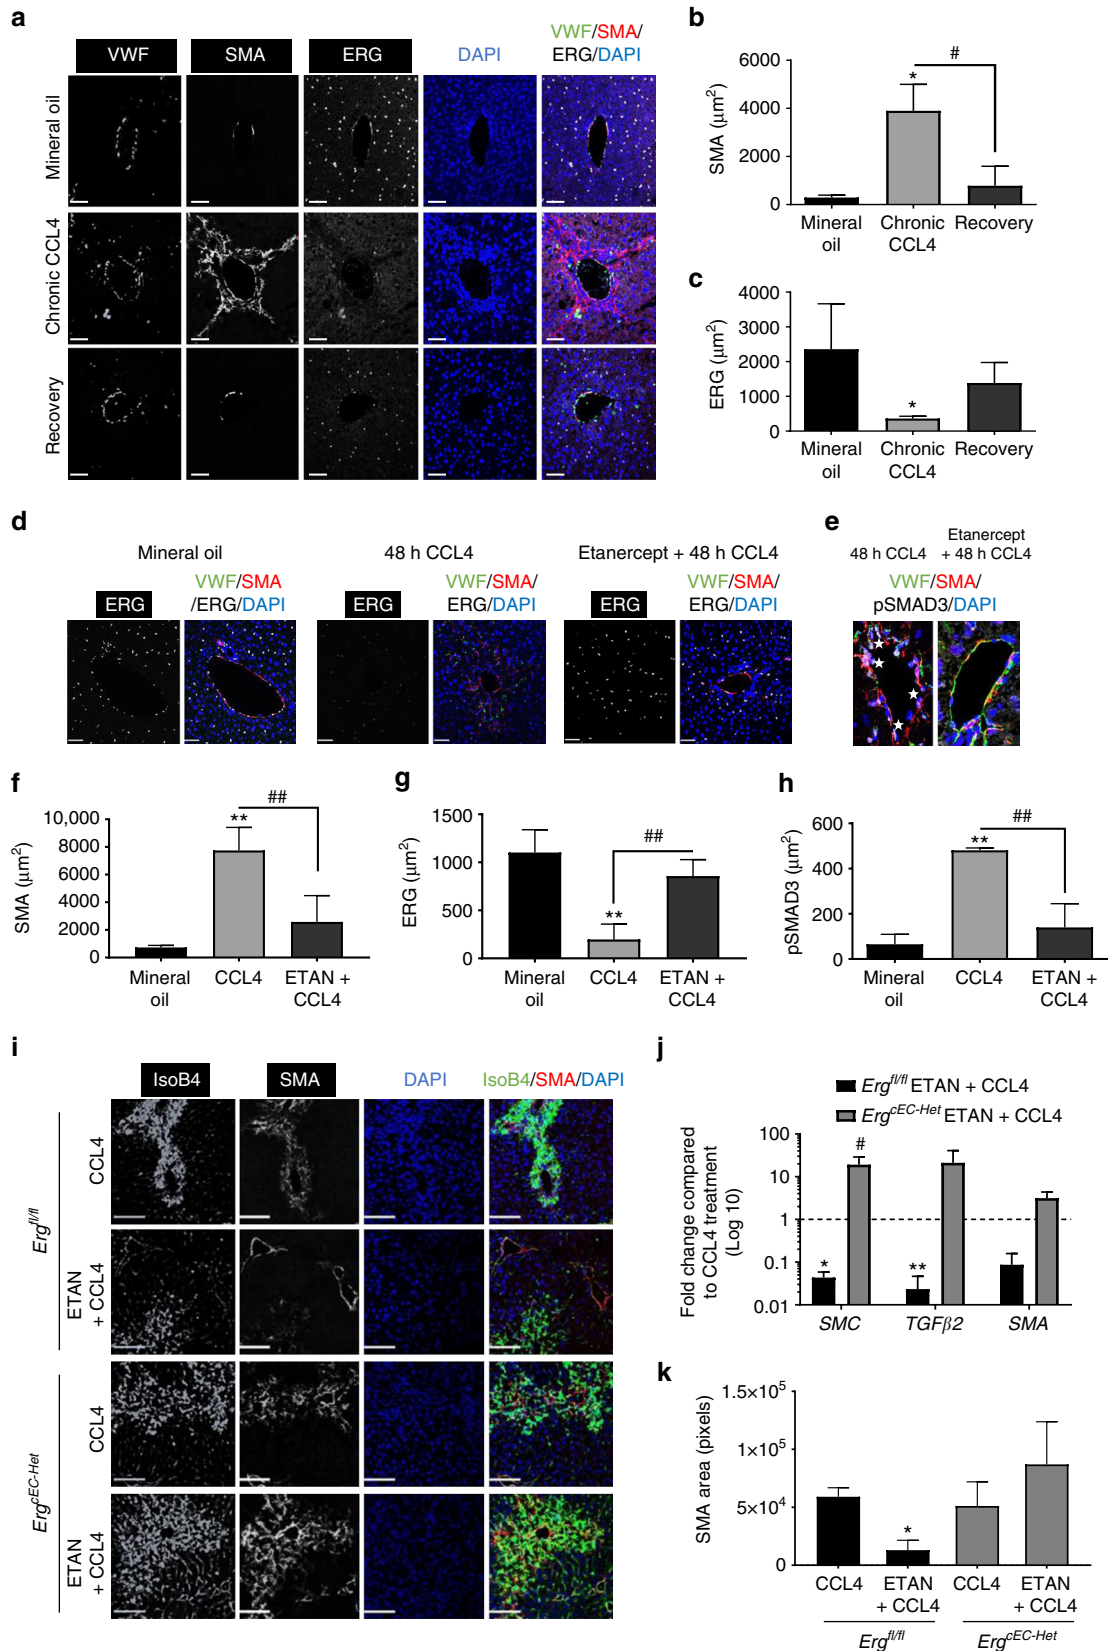 a
VWF
SMA
ERG
DAPI
VWF/SMA/
ERG/DAPI
Mineral oil
Chronic CCL4
Recovery
b
SMA (μm²)
6000
4000
2000
0
*
#
Mineral
oil
Chronic
CCL4
Recovery
c
ERG (μm²)
4000
3000
2000
1000
0
*
Mineral
oil
Chronic
CCL4
Recovery
d
Mineral oil
48 h CCL4
Etanercept + 48 h CCL4
ERG
VWF/SMA
/ERG/DAPI
ERG
VWF/SMA/
ERG/DAPI
ERG
VWF/SMA/
ERG/DAPI
e
48 h CCL4
Etanercept
+ 48 h CCL4
VWF/SMA/
pSMAD3/DAPI
f
SMA (μm²)
10,000
8000
6000
4000
2000
0
**
##
Mineral
oil
CCL4
ETAN +
CCL4
g
ERG (μm²)
1500
1000
500
0
**
##
Mineral
oil
CCL4
ETAN +
CCL4
h
pSMAD3 (μm²)
600
400
200
0
**
##
Mineral
oil
CCL4
ETAN +
CCL4
i
IsoB4
SMA
DAPI
IsoB4/SMA/DAPI
Erg^fl/fl
CCL4
ETAN
+ CCL4
Erg^cEC-Het
CCL4
ETAN
+ CCL4
j
Erg^fl/fl ETAN + CCL4
Erg^cEC-Het ETAN + CCL4
Fold change compared
to CCL4 treatment
(Log 10)
100
10
1
0.1
0.01
*
#
**
SMC
TGFβ2
SMA
k
SMA area (pixels)
1.5×10⁵
1×10⁵
5×10⁴
0
*
CCL4
ETAN
+ CCL4
CCL4
ETAN
+ CCL4
Erg^fl/fl
Erg^cEC-Het